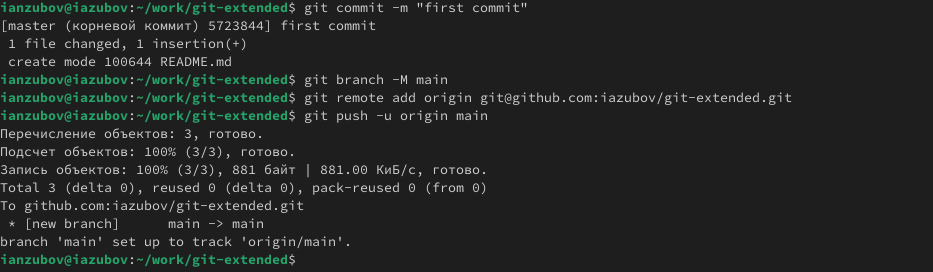 ianzubov@iazubov:~/work/git-extended$ git commit -m "first commit"
[master (корневой коммит) 5723844] first commit
 1 file changed, 1 insertion(+)
 create mode 100644 README.md
ianzubov@iazubov:~/work/git-extended$ git branch -M main
ianzubov@iazubov:~/work/git-extended$ git remote add origin git@github.com:iazubov/git-extended.git
ianzubov@iazubov:~/work/git-extended$ git push -u origin main
Перечисление объектов: 3, готово.
Подсчет объектов: 100% (3/3), готово.
Запись объектов: 100% (3/3), 881 байт | 881.00 КиБ/с, готово.
Total 3 (delta 0), reused 0 (delta 0), pack-reused 0 (from 0)
To github.com:iazubov/git-extended.git
 * [new branch]      main -> main
branch 'main' set up to track 'origin/main'.
ianzubov@iazubov:~/work/git-extended$